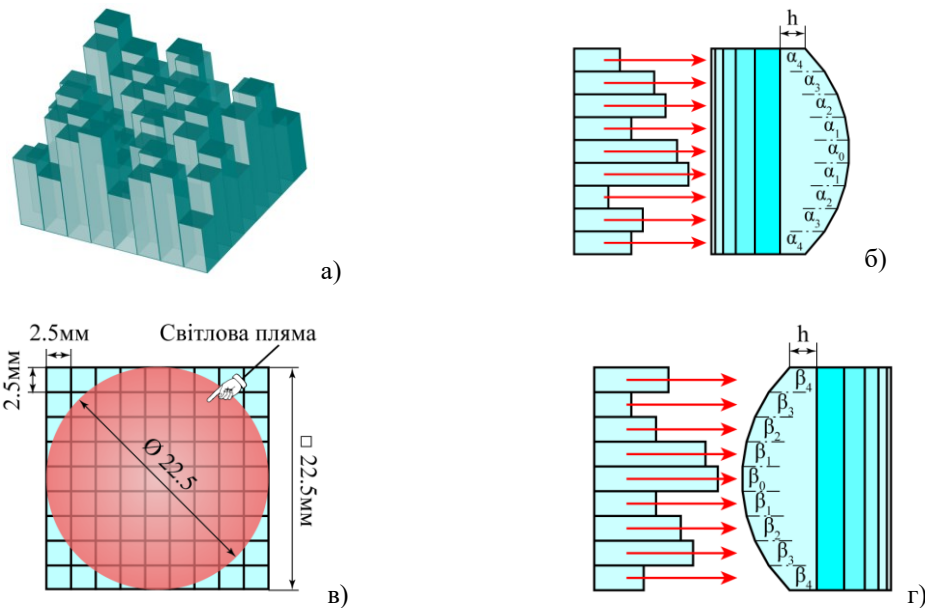 а)
h
α₄
α₃
α₂
α₁
α₀
α₁
α₂
α₃
α₄
б)
2.5мм
Світлова пляма
2.5мм
Ø 22.5
□ 22.5мм
в)
h
β₄
β₃
β₂
β₁
β₀
β₁
β₂
β₃
β₄
г)